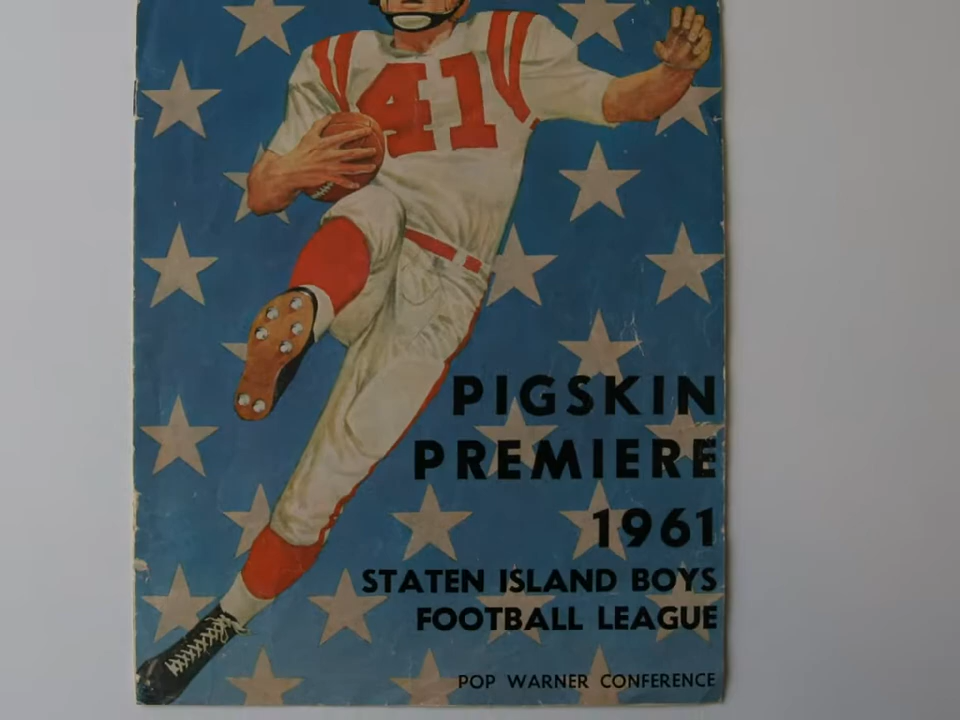 41
PIGSKIN
PREMIERE
1961
STATEN ISLAND BOYS
FOOTBALL LEAGUE
POP WARNER CONFERENCE